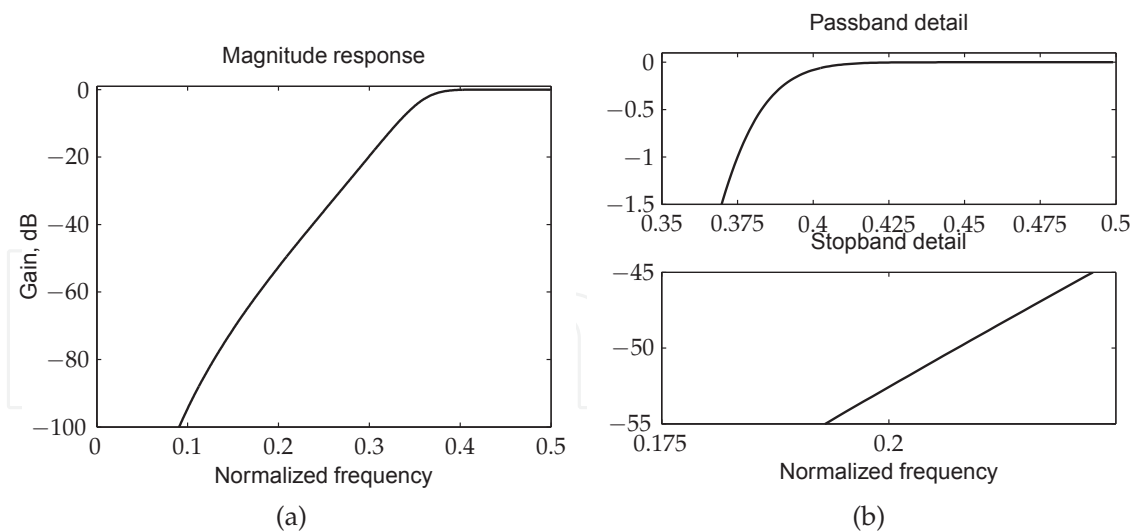 Magnitude response
0
−20
−40
−60
−80
−100
Gain, dB
0 0.1 0.2 0.3 0.4 0.5
Normalized frequency
(a)
Passband detail
0
−0.5
−1
−1.5
0.35 0.375 0.4 0.425 0.45 0.475 0.5
Stopband detail
−45
−50
−55
0.175 0.2
Normalized frequency
(b)